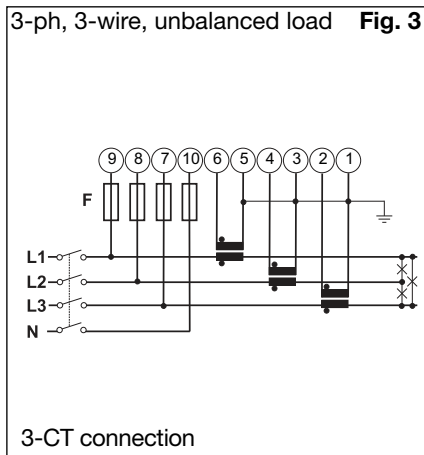 3-ph, 3-wire, unbalanced load Fig. 3
9 8 7 10 6 5 4 3 2 1
F
L1
L2
L3
N
3-CT connection